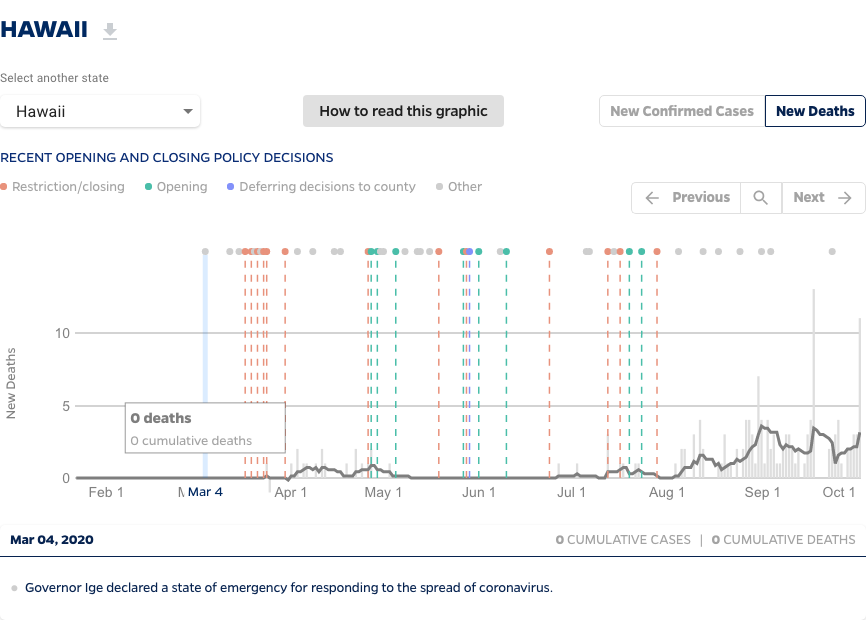 HAWAII
Select another state
Hawaii
How to read this graphic
New Confirmed Cases
New Deaths
RECENT OPENING AND CLOSING POLICY DECISIONS
Restriction/closing
Opening
Deferring decisions to county
Other
Previous
Next
10
5
0
New Deaths
0 deaths
0 cumulative deaths
Feb 1
Mar 4
Apr 1
May 1
Jun 1
Jul 1
Aug 1
Sep 1
Oct 1
Mar 04, 2020
0 CUMULATIVE CASES | 0 CUMULATIVE DEATHS
Governor Ige declared a state of emergency for responding to the spread of coronavirus.